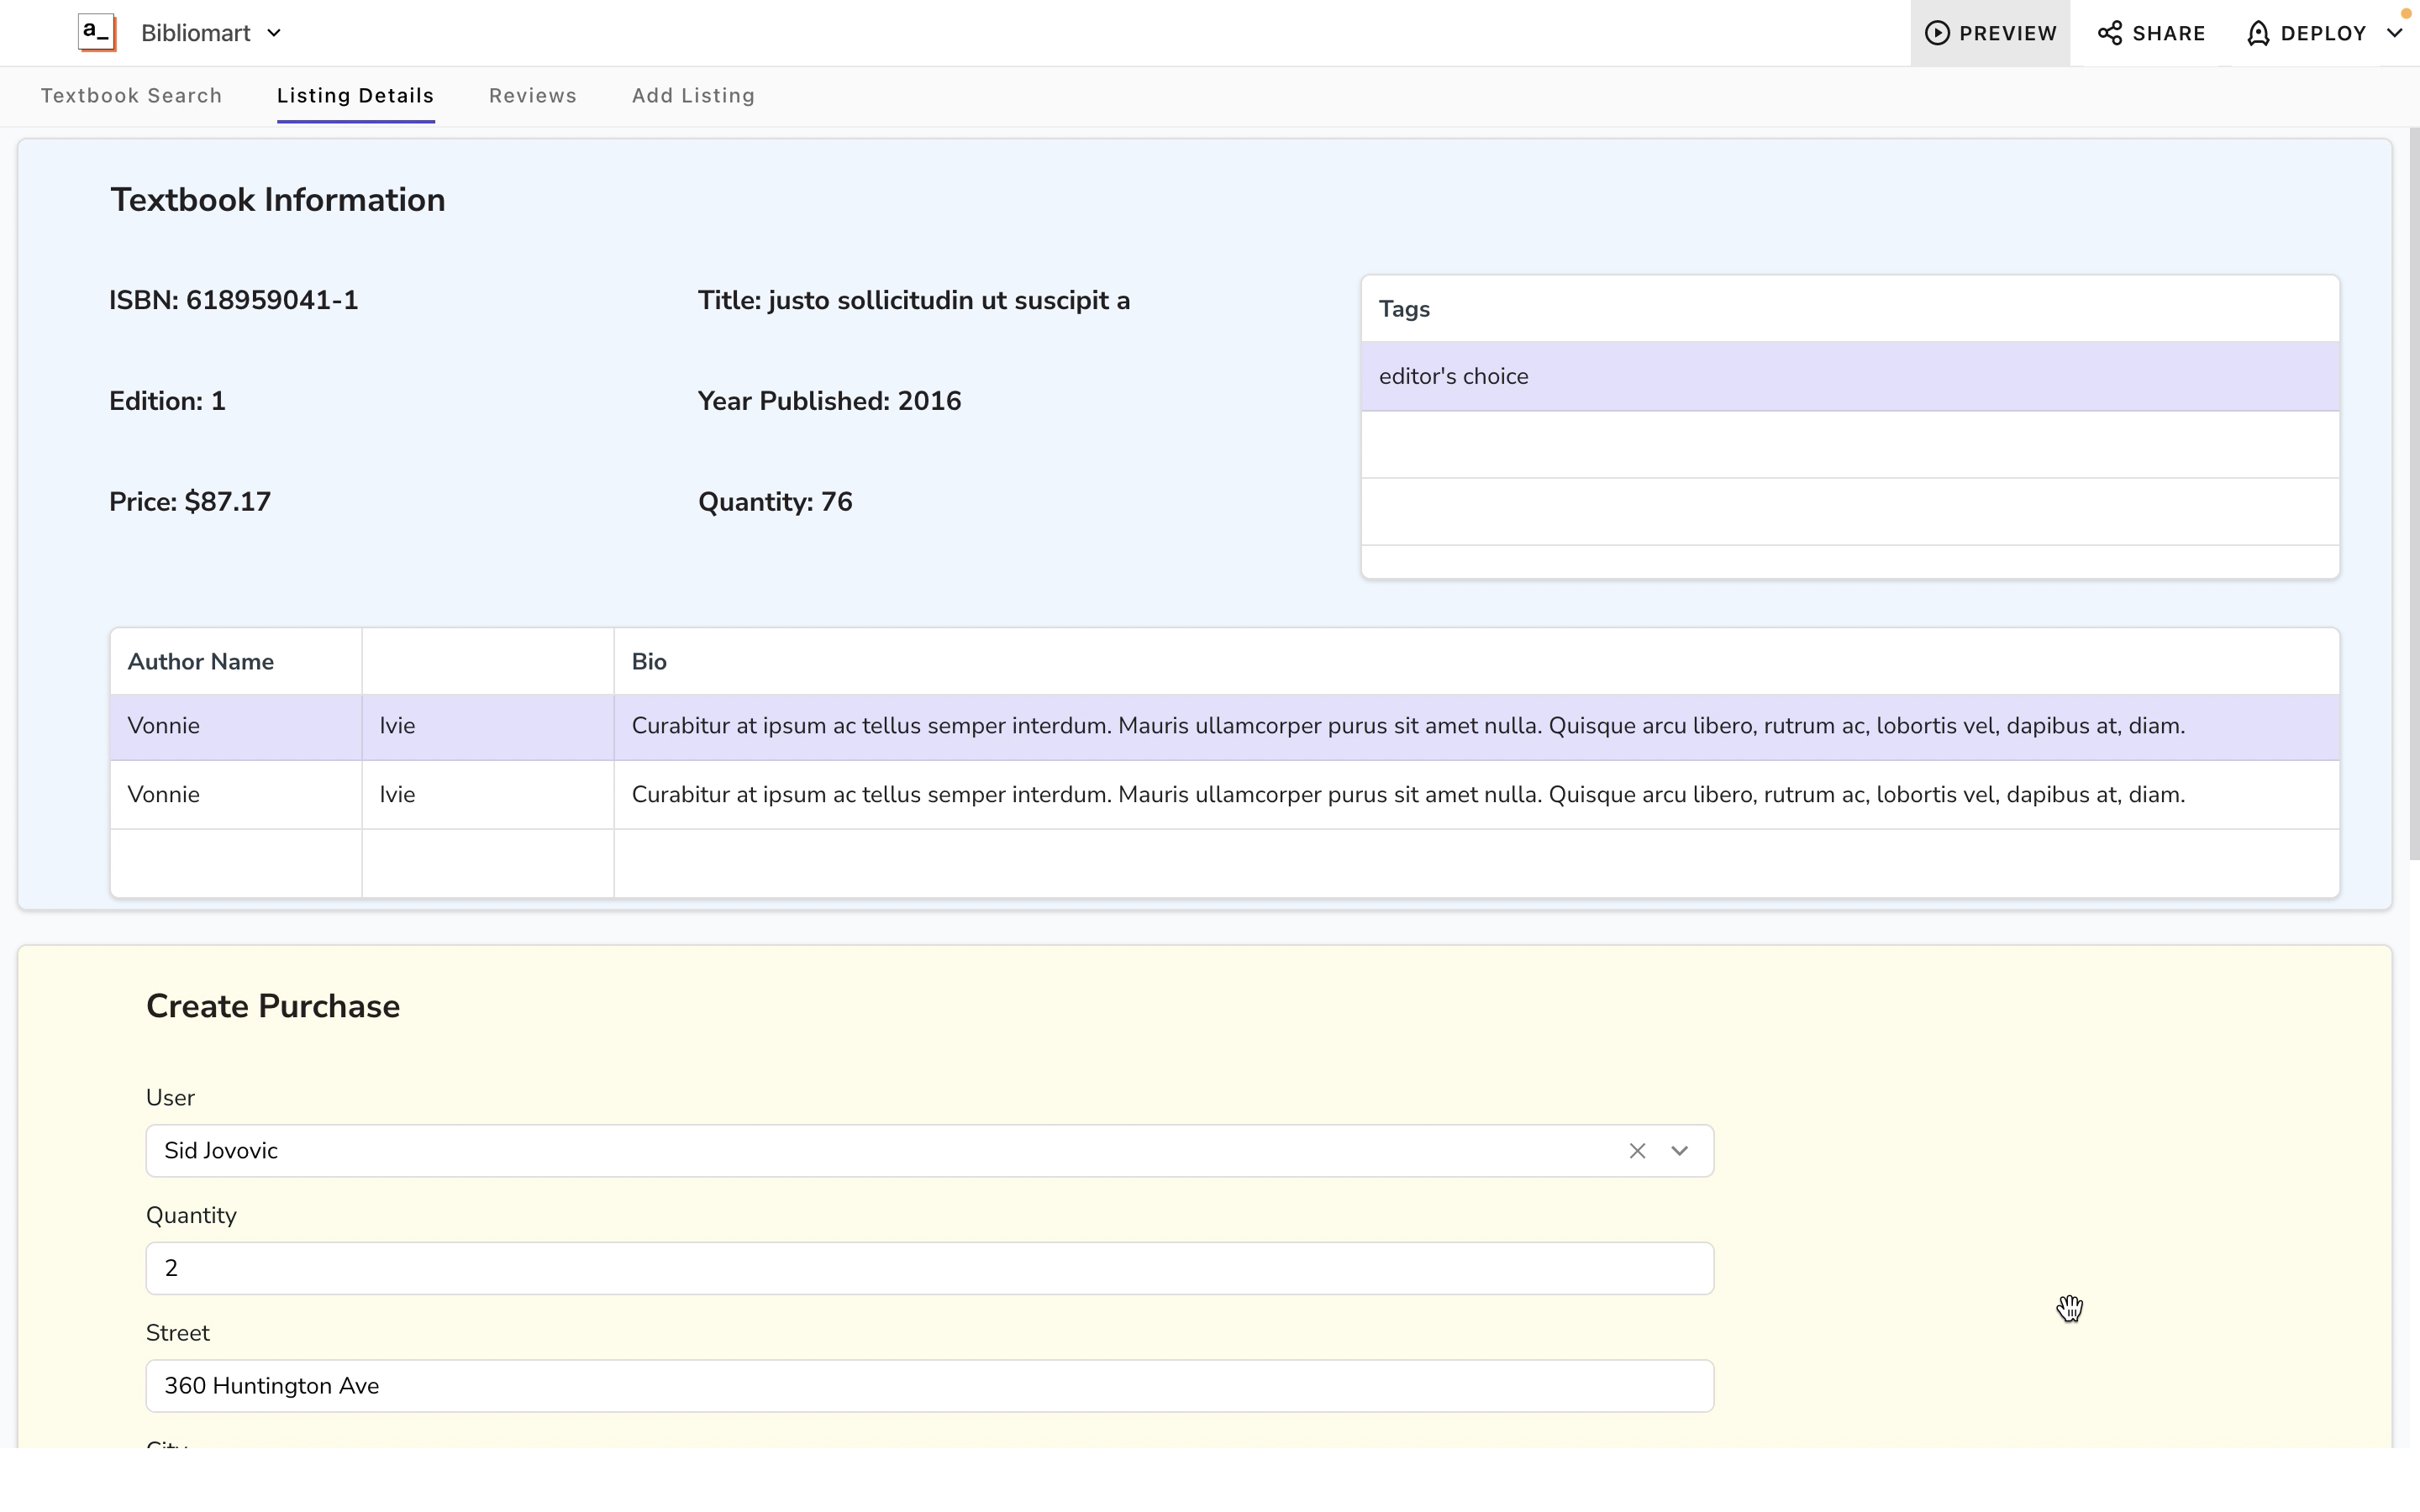 a_ Bibliomart PREVIEW SHARE DEPLOY
Textbook Search Listing Details Reviews Add Listing
Textbook Information
ISBN: 618959041-1 Title: justo sollicitudin ut suscipit a
Edition: 1 Year Published: 2016
Price: $87.17 Quantity: 76
Tags
editor's choice
Author Name Bio
Vonnie Ivie Curabitur at ipsum ac tellus semper interdum. Mauris ullamcorper purus sit amet nulla. Quisque arcu libero, rutrum ac, lobortis vel, dapibus at, diam.
Vonnie Ivie Curabitur at ipsum ac tellus semper interdum. Mauris ullamcorper purus sit amet nulla. Quisque arcu libero, rutrum ac, lobortis vel, dapibus at, diam.
Create Purchase
User
Sid Jovovic
Quantity
2
Street
360 Huntington Ave
City